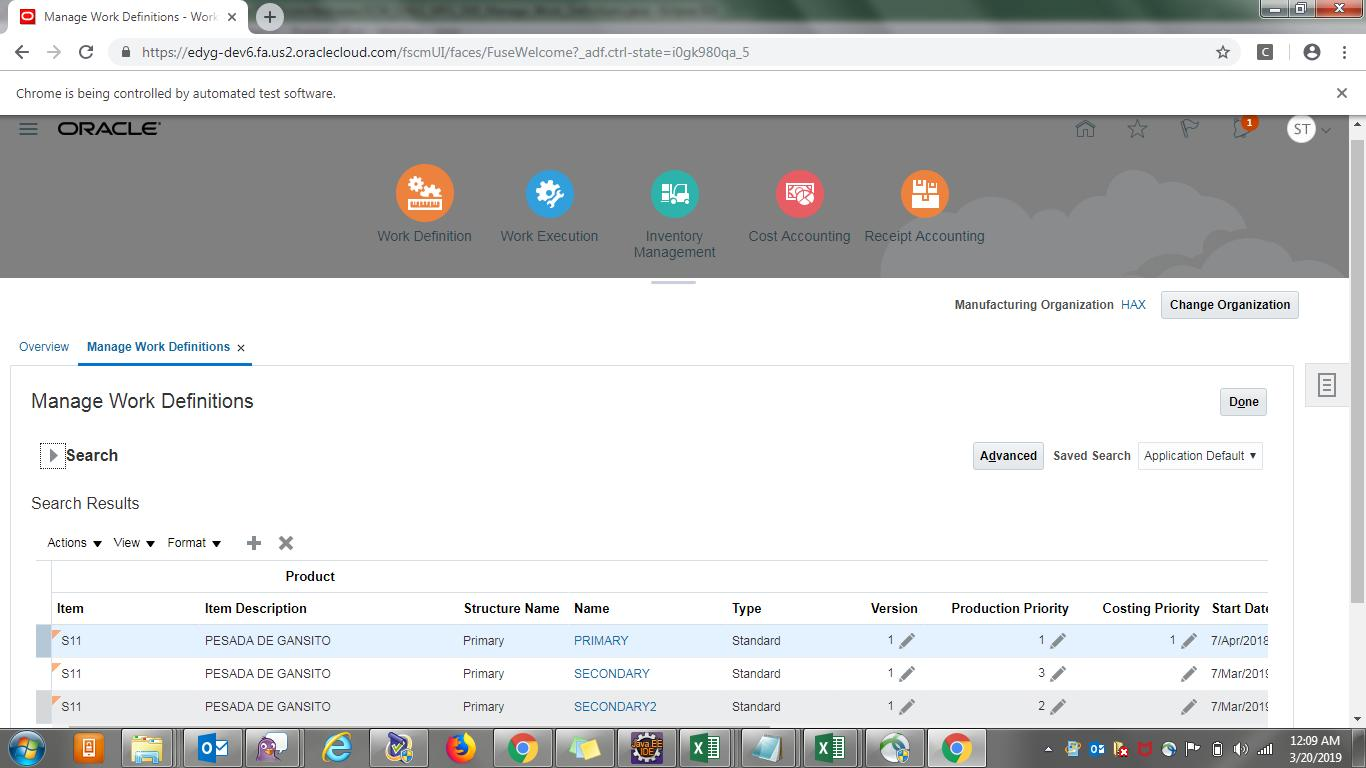 Manage Work Definitions - Work
https://edyg-dev6.fa.us2.oraclecloud.com/fscmUI/faces/FuseWelcome?_adf.ctrl-state=i0gk980qa_5
C
Chrome is being controlled by automated test software.
ORACLE
1
ST
Work Definition
Work Execution
Inventory Management
Cost Accounting
Receipt Accounting
Manufacturing Organization HAX Change Organization
Overview Manage Work Definitions
Manage Work Definitions
Done
Search
Advanced Saved Search Application Default
Search Results
Actions View Format
Product
Item Item Description Structure Name Name Type Version Production Priority Costing Priority Start Date
S11 PESADA DE GANSITO Primary PRIMARY Standard 1 1 1 7/Apr/2018
S11 PESADA DE GANSITO Primary SECONDARY Standard 1 3 7/Mar/2019
S11 PESADA DE GANSITO Primary SECONDARY2 Standard 1 2 7/Mar/2019
Java EE IDE
12:09 AM
3/20/2019